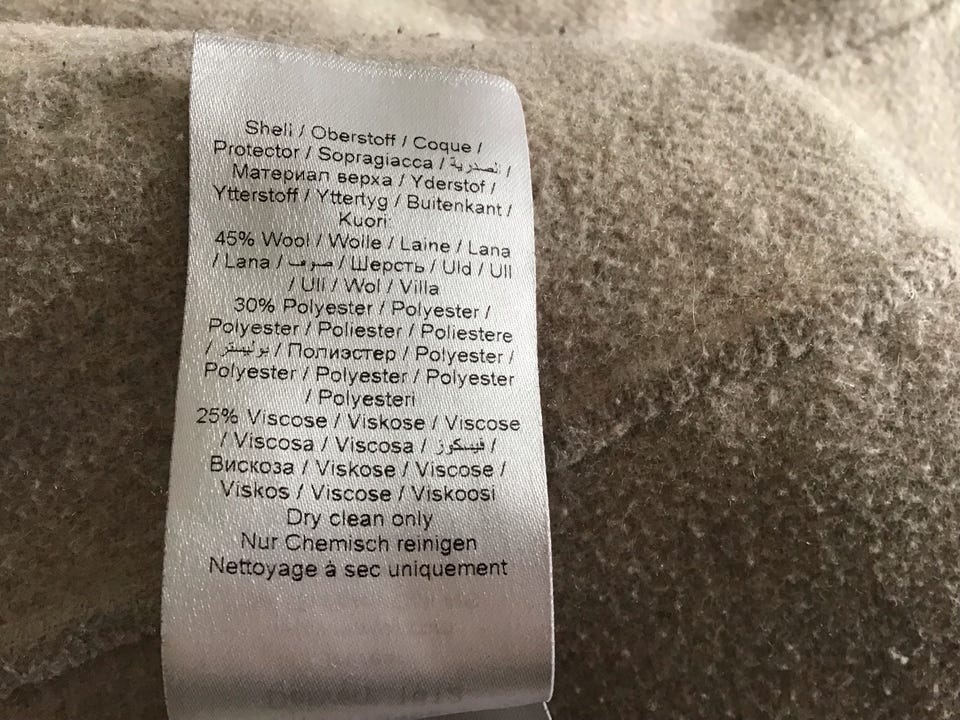 Shell / Oberstoff / Coque /
Protector / Sopragiacca / الصدرية /
Материал верха / Yderstof /
Ytterstoff / Yttertyg / Buitenkant /
Kuori:
45% Wool / Wolle / Laine / Lana
/ Lana / صوف / Шерсть / Uld / Ull
/ Ull / Wol / Villa
30% Polyester / Polyester /
Polyester / Poliester / Poliestere
/ بوليستر / Полиэстер / Polyester /
Polyester / Polyester / Polyester
/ Polyesteri
25% Viscose / Viskose / Viscose
/ Viscosa / Viscosa / فيسكوز /
Вискоза / Viskose / Viscose /
Viskos / Viscose / Viskoosi
Dry clean only
Nur Chemisch reinigen
Nettoyage à sec uniquement